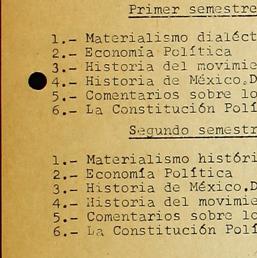 Primer semestre
1.- Materialismo dialéct
2.- Economía Política
3.- Historia del movimie
4.- Historia de México.D
5.- Comentarios sobre lo
6.- La Constitución Polí
Segundo semestr
1.- Materialismo históri
2.- Economía Política
3.- Historia de México.D
4.- Historia del movimie
5.- Comentarios sobre lo
6.- La Constitución Polí